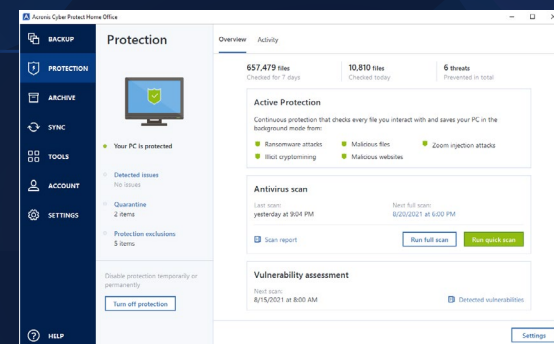 Acronis Cyber Protect Home Office
BACKUP
PROTECTION
ARCHIVE
SYNC
TOOLS
ACCOUNT
SETTINGS
HELP
Protection
Your PC is protected
Detected issues
No issues
Quarantine
2 items
Protection exclusions
5 items
Disable protection temporarily or
permanently
Turn off protection
Overview Activity
657,479 files
Checked for 7 days
10,810 files
Checked today
6 threats
Prevented in total
Active Protection
Continuous protection that checks every file you interact with and saves your PC in the
background mode from:
Ransomware attacks Malicious files Zoom injection attacks
Illicit cryptomining Malicious websites
Antivirus scan
Last scan:
yesterday at 9:04 PM
Next full scan:
8/20/2021 at 6:00 PM
Scan report
Run full scan
Run quick scan
Vulnerability assessment
Next scan:
8/15/2021 at 8:00 AM
Detected vulnerabilities
Settings